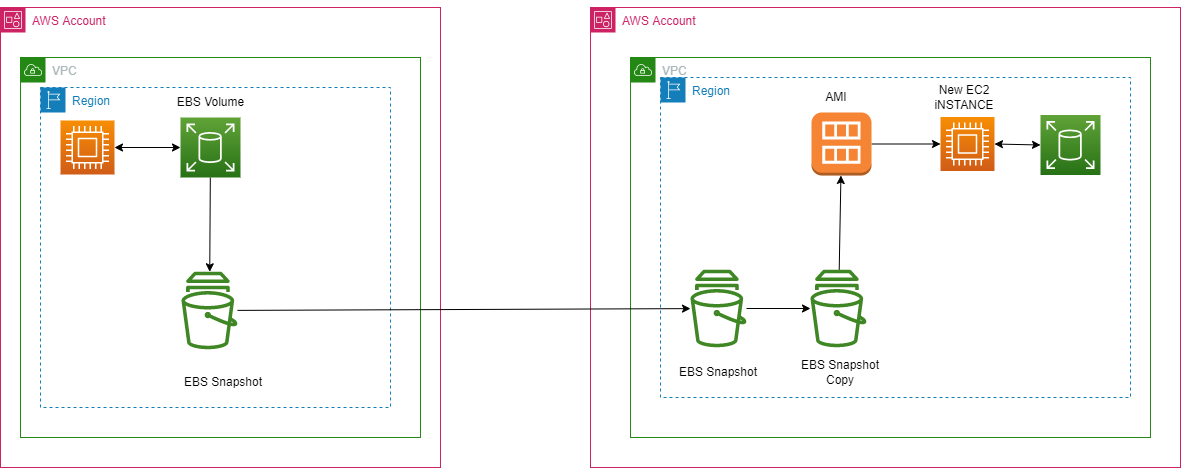 AWS Account
VPC
Region
EBS Volume
EBS Snapshot
AWS Account
VPC
Region
AMI
New EC2
iNSTANCE
EBS Snapshot
EBS Snapshot
Copy